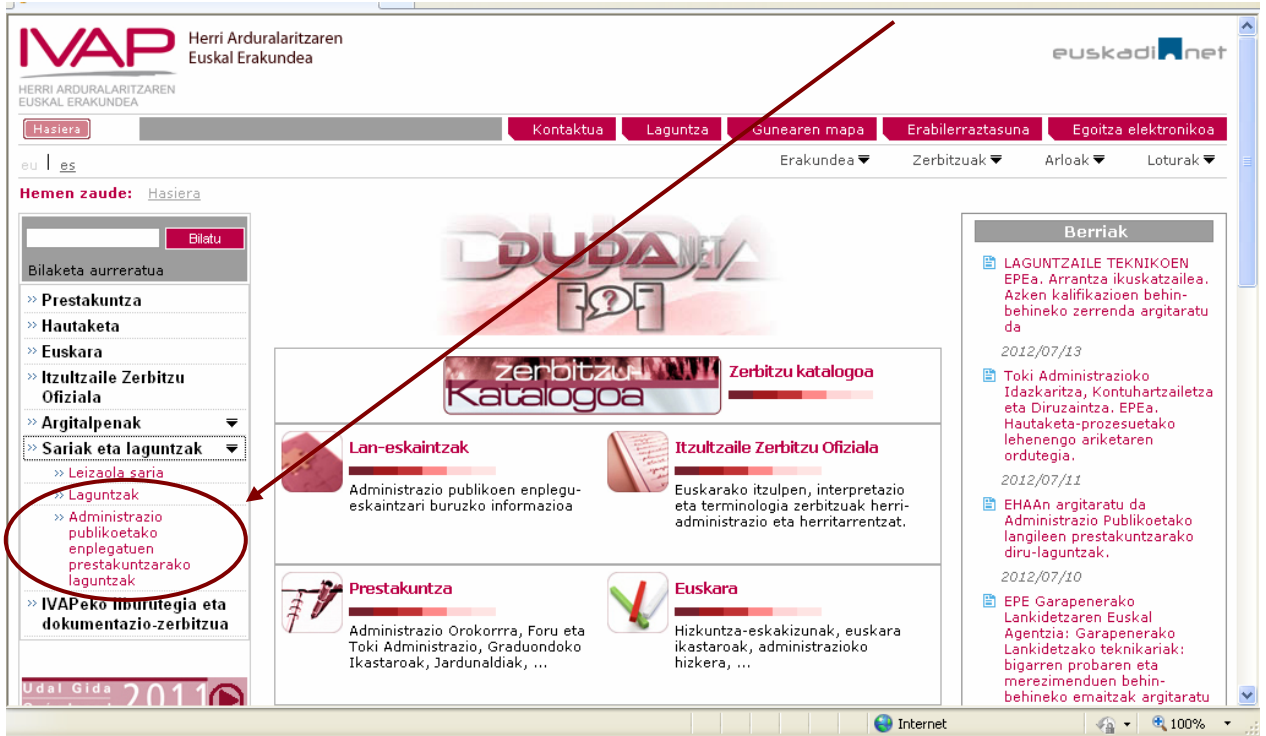 IVAP Herri Arduralaritzaren
Euskal Erakundea
HERRI ARDURALARITZAREN
EUSKAL ERAKUNDEA
euskadi net
Hasiera
Kontaktua Laguntza Gunearen mapa Erabilerraztasuna Egoitza elektronikoa
eu es
Erakundea Zerbitzuak Arloak Loturak
Hemen zaude: Hasiera
Bilatu
Bilaketa aurreratua
Prestakuntza
Hautaketa
Euskara
Itzultzaile Zerbitzu
Ofiziala
Argitalpenak
Sariak eta laguntzak
Leizaola saria
Laguntzak
Administrazio
publikoetako
enplegatuen
prestakuntzarako
laguntzak
IVAPeko liburutegia eta
dokumentazio-zerbitzua
Udal Gida
2011
DUDANET
zerbitzu-
Katalogoa
Zerbitzu katalogoa
Lan-eskaintzak
Administrazio publikoen enplegu-
eskaintzari buruzko informazioa
Itzultzaile Zerbitzu Ofiziala
Euskarako itzulpen, interpretazio
eta terminologia zerbitzuak herri-
administrazio eta herritarrentzat.
Prestakuntza
Administrazio Orokorrra, Foru eta
Toki Administrazio, Graduondoko
Ikastaroak, Jardunaldiak, ...
Euskara
Hizkuntza-eskakizunak, euskara
ikastaroak, administrazioko
hizkera, ...
Berriak
LAGUNTZAILE TEKNIKOEN
EPEa. Arrantza ikuskatzailea.
Azken kalifikazioen behin-
behineko zerrenda argitaratu
da
2012/07/13
Toki Administrazioko
Idazkaritza, Kontuhartzailetza
eta Diruzaintza. EPEa.
Hautaketa-prozesuetako
lehenengo ariketaren
ordutegia.
2012/07/11
EHAAn argitaratu da
Administrazio Publikoetako
langileen prestakuntzarako
diru-laguntzak.
2012/07/10
EPE Garapenerako
Lankidetzaren Euskal
Agentzia: Garapenerako
Lankidetzako teknikariak:
bigarren probaren eta
merezimenduen behin-
behineko emaitzak argitaratu
Internet 100%